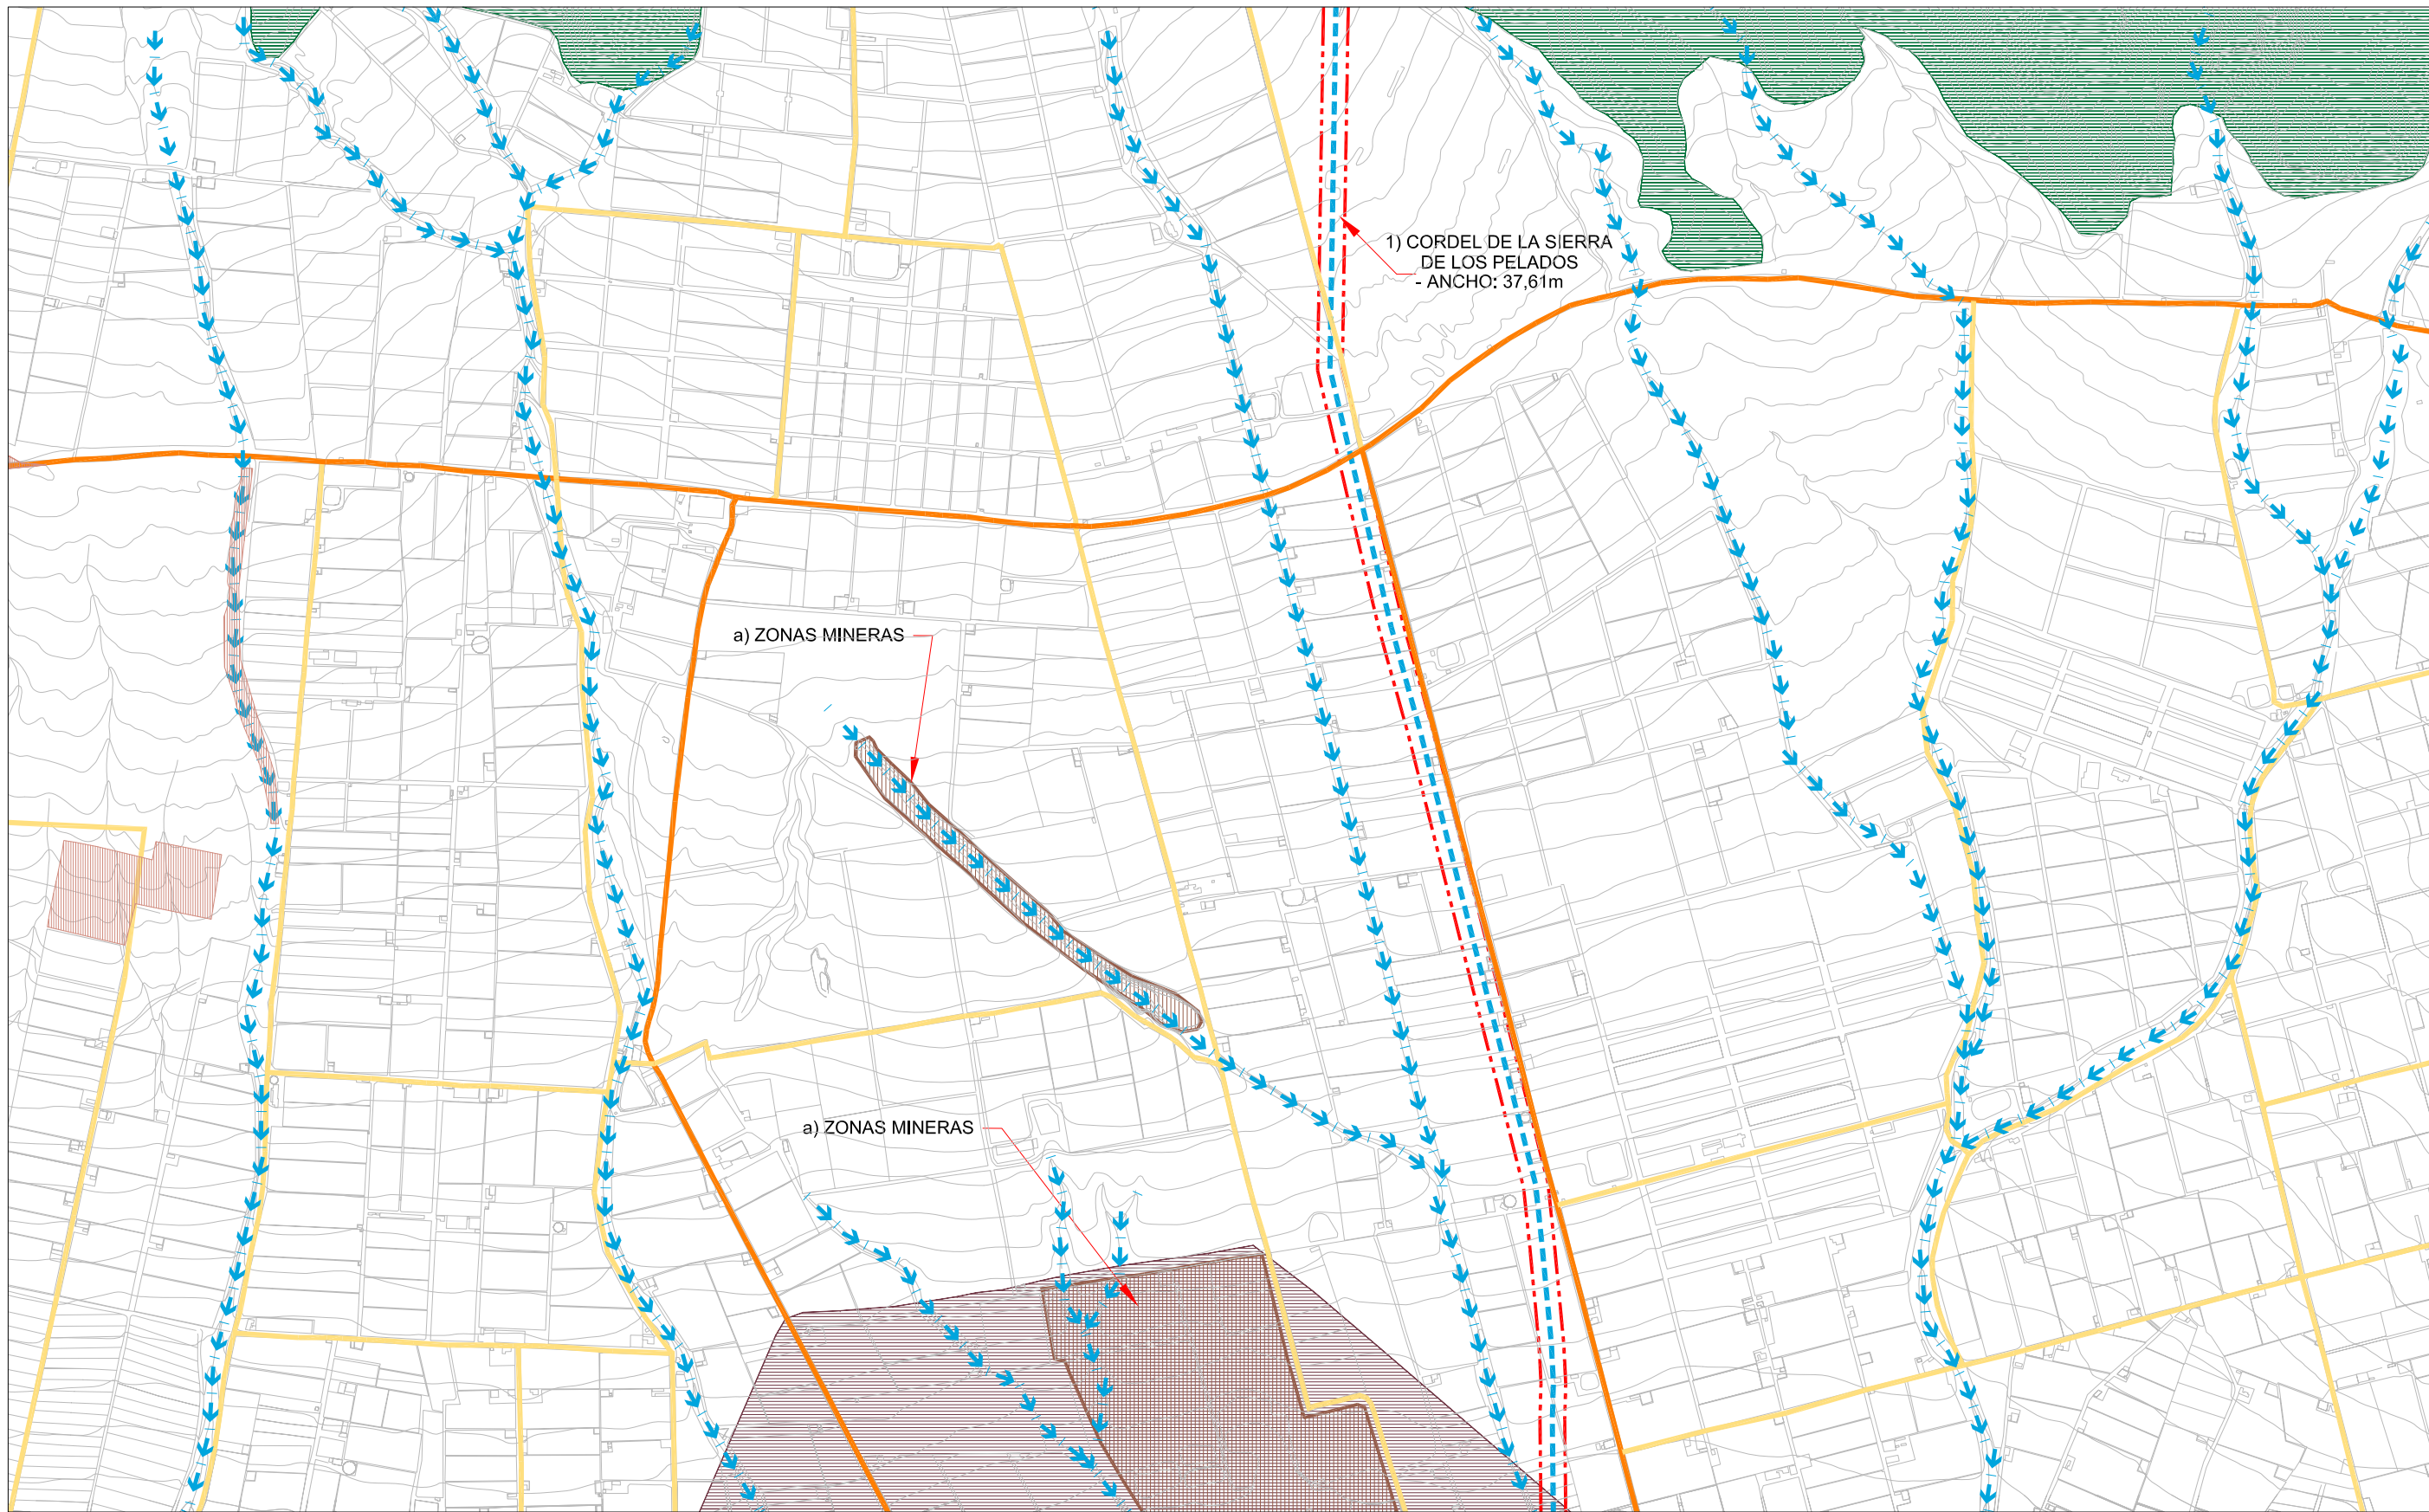 1) CORDEL DE LA SIERRA
DE LOS PELADOS
- ANCHO: 37,61m
a) ZONAS MINERAS
a) ZONAS MINERAS